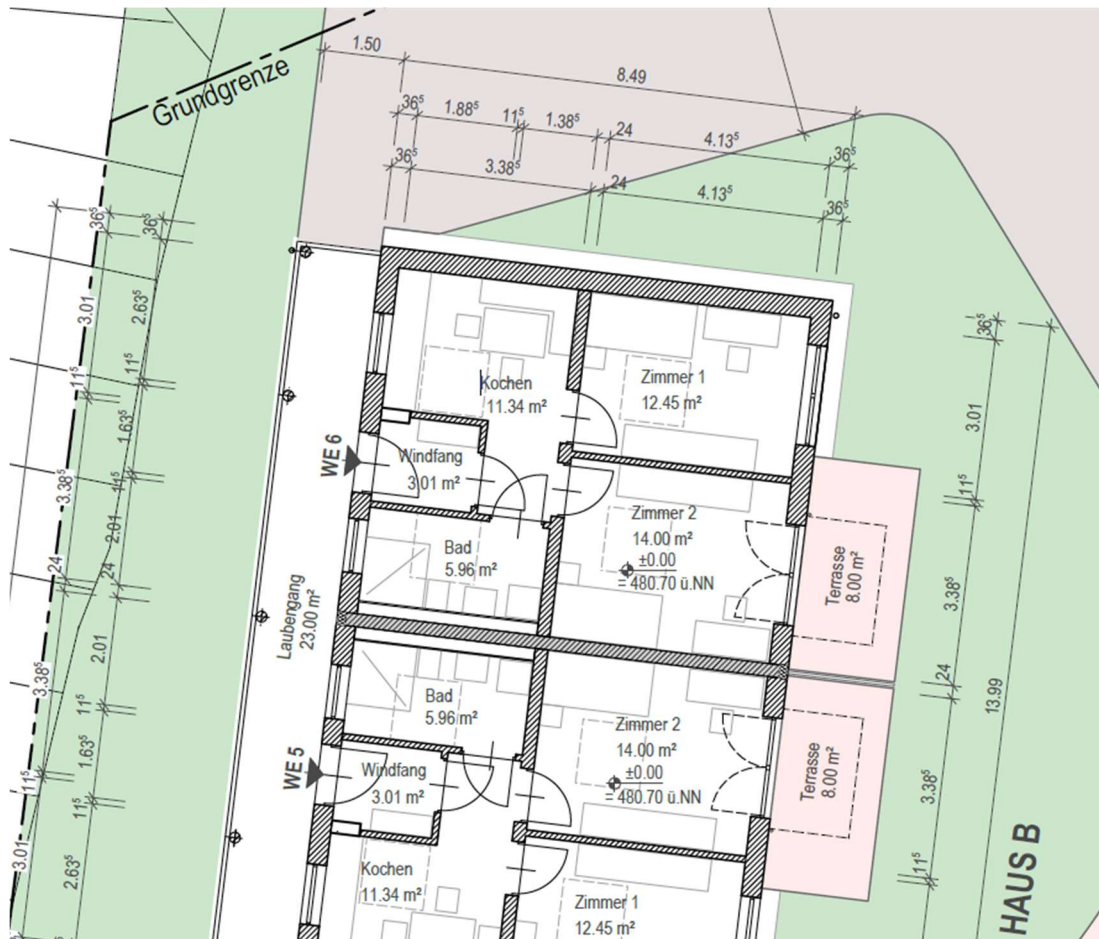 Grundgrenze
1.50
8.49
36⁵
1.88⁵
11⁵
1.38⁵
24
4.13⁵
36⁵
36⁵
3.38⁵
24
4.13⁵
36⁵
36⁵
3.01
11⁵
3.38⁵
24
3.38⁵
11⁵
3.01
36⁵
2.63⁵
11⁵
1.63⁵
11⁵
2.01
24
2.01
11⁵
1.63⁵
11⁵
2.63⁵
Kochen
11.34 m²
Zimmer 1
12.45 m²
WE 6
Windfang
3.01 m²
Zimmer 2
14.00 m²
±0.00
= 480.70 ü.NN
Bad
5.96 m²
Terrasse
8.00 m²
Laubengang
23.00 m²
Bad
5.96 m²
Zimmer 2
14.00 m²
±0.00
= 480.70 ü.NN
Terrasse
8.00 m²
WE 5
Windfang
3.01 m²
Kochen
11.34 m²
Zimmer 1
12.45 m²
36⁵
3.01
11⁵
3.38⁵
24
3.38⁵
11⁵
13.99
HAUS B